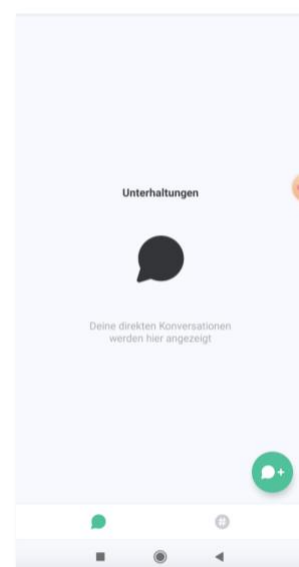 Unterhaltungen
Deine direkten Konversationen
werden hier angezeigt